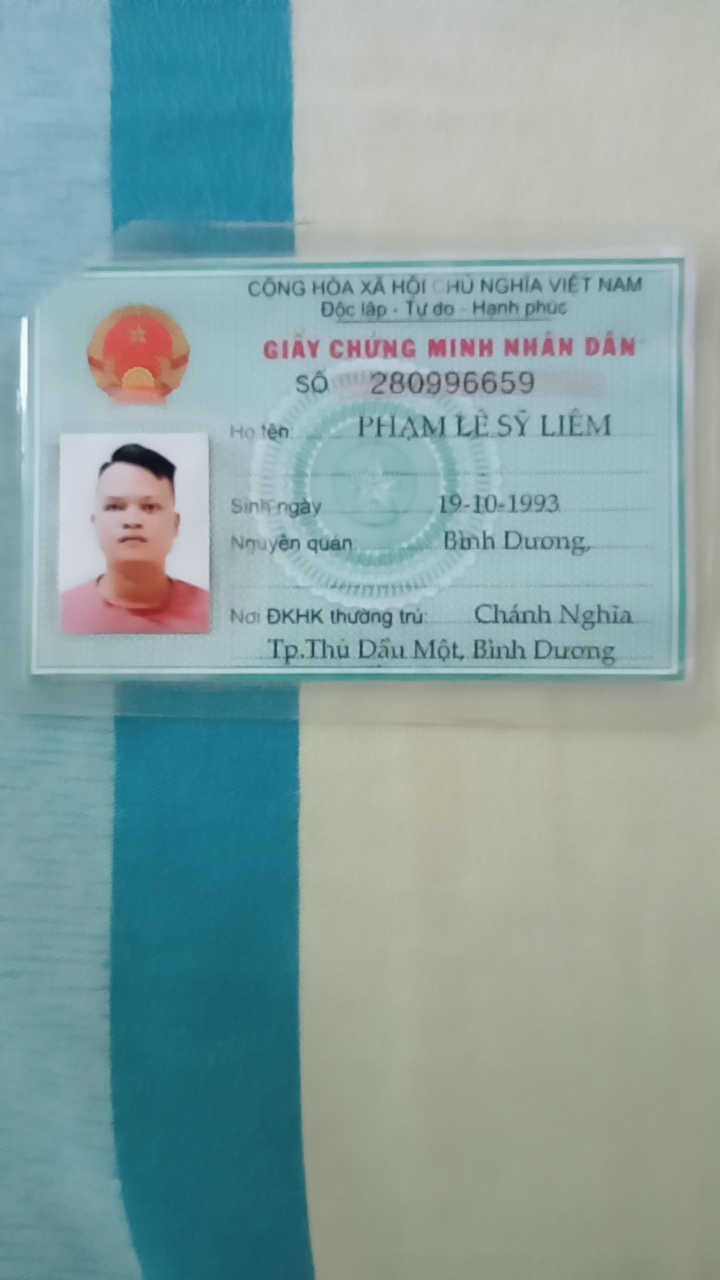 CỘNG HÒA XÃ HỘI CHỦ NGHĨA VIỆT NAM
Độc lập - Tự do - Hạnh phúc
GIẤY CHỨNG MINH NHÂN DÂN
SỐ 280996659
Họ tên: PHẠM LÊ SỸ LIÊM
Sinh ngày 19-10-1993
Nguyên quán: Bình Dương,
Nơi ĐKHK thường trú: Chánh Nghĩa
Tp.Thủ Dầu Một, Bình Dương